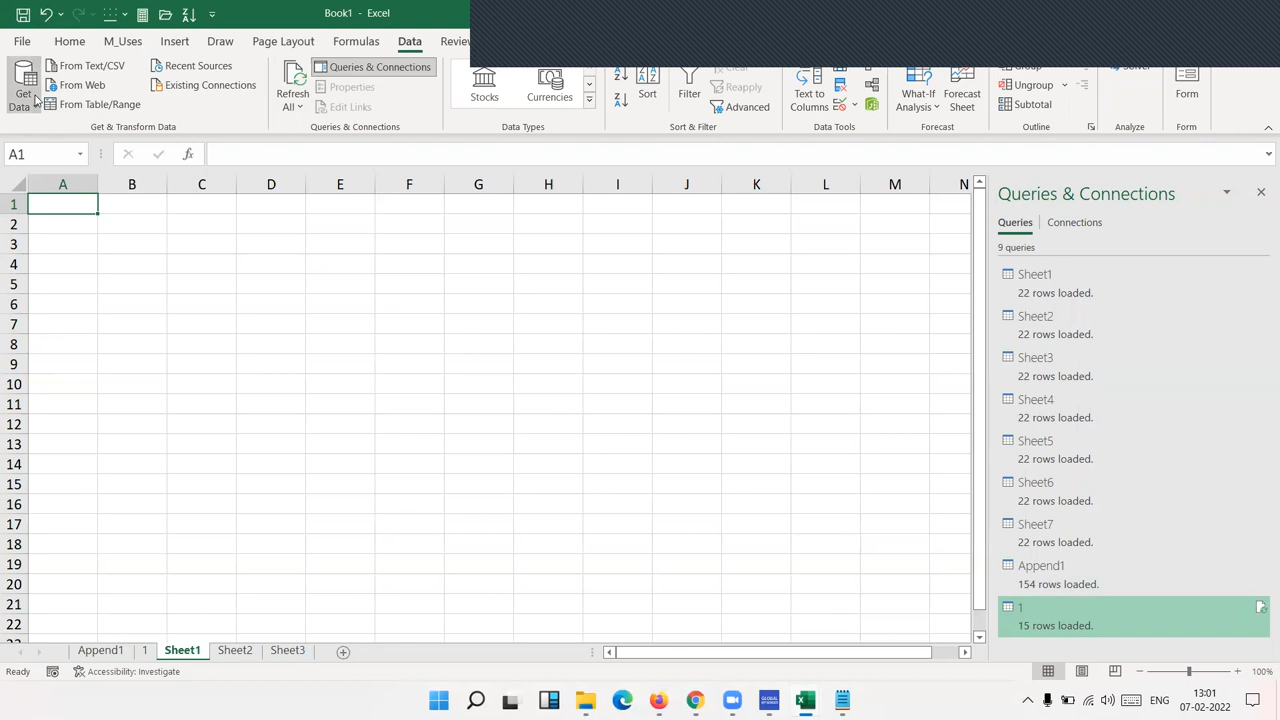 Book1 - Excel
File
Home
M_Uses
Insert
Draw
Page Layout
Formulas
Data
Get
Data
From Text/CSV
From Web
From Table/Range
Recent Sources
Existing Connections
Get & Transform Data
Refresh
All
Queries & Connections
Properties
Edit Links
Queries & Connections
Stocks
Currencies
Data Types
Sort
Filter
Clear
Reapply
Advanced
Sort & Filter
Text to
Columns
Data Tools
What-If
Analysis
Forecast
Sheet
Forecast
Group
Ungroup
Subtotal
Outline
Solver
Analyze
Form
Form
A1
fx
A B C D E F G H I J K L M N
1
2
3
4
5
6
7
8
9
10
11
12
13
14
15
16
17
18
19
20
21
22
Queries & Connections
Queries
Connections
9 queries
Sheet1
22 rows loaded.
Sheet2
22 rows loaded.
Sheet3
22 rows loaded.
Sheet4
22 rows loaded.
Sheet5
22 rows loaded.
Sheet6
22 rows loaded.
Sheet7
22 rows loaded.
Append1
154 rows loaded.
1
15 rows loaded.
Append1
1
Sheet1
Sheet2
Sheet3
Ready
Accessibility: Investigate
100%
ENG
13:01
07-02-2022